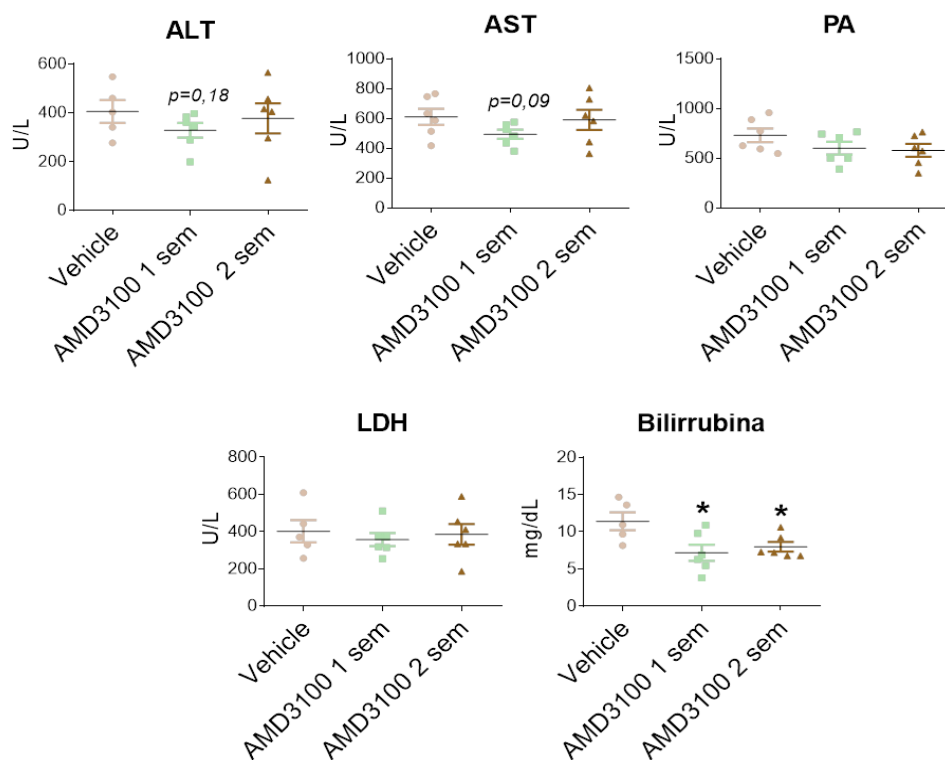 ALT
600
400
200
0
U/L
p=0,18
Vehicle
AMD3100 1 sem
AMD3100 2 sem
AST
1000
800
600
400
200
0
U/L
p=0,09
Vehicle
AMD3100 1 sem
AMD3100 2 sem
PA
1500
1000
500
0
U/L
Vehicle
AMD3100 1 sem
AMD3100 2 sem
LDH
800
600
400
200
0
U/L
Vehicle
AMD3100 1 sem
AMD3100 2 sem
Bilirrubina
20
15
10
5
0
mg/dL
* *
Vehicle
AMD3100 1 sem
AMD3100 2 sem